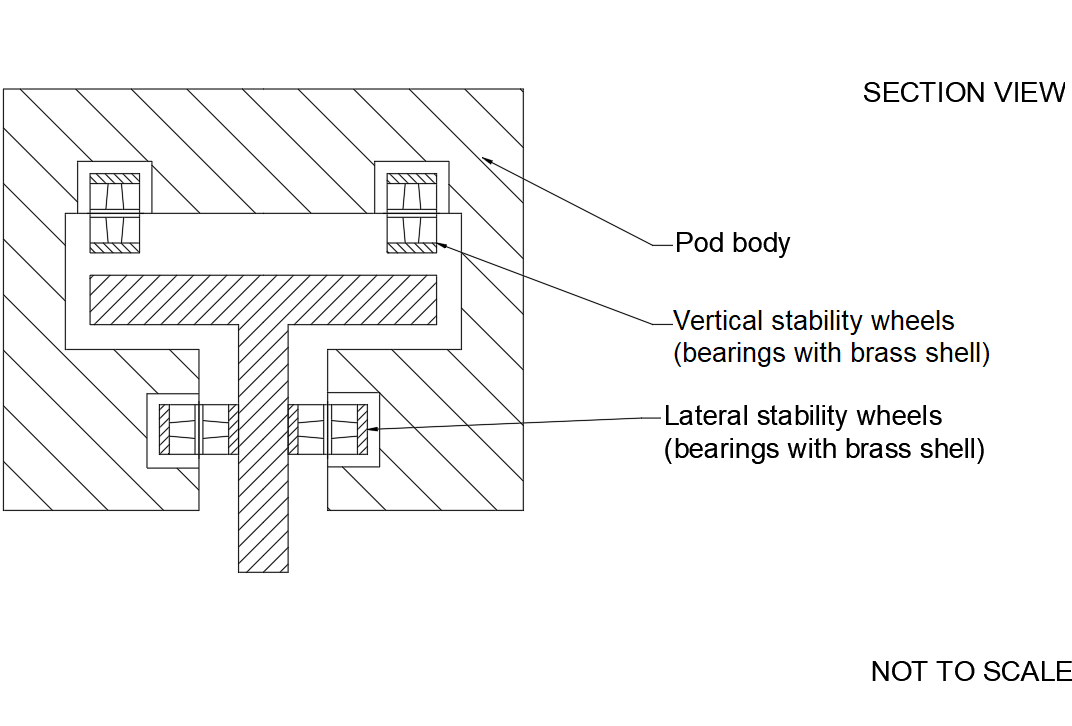 SECTION VIEW
Pod body
Vertical stability wheels
(bearings with brass shell)
Lateral stability wheels
(bearings with brass shell)
NOT TO SCALE